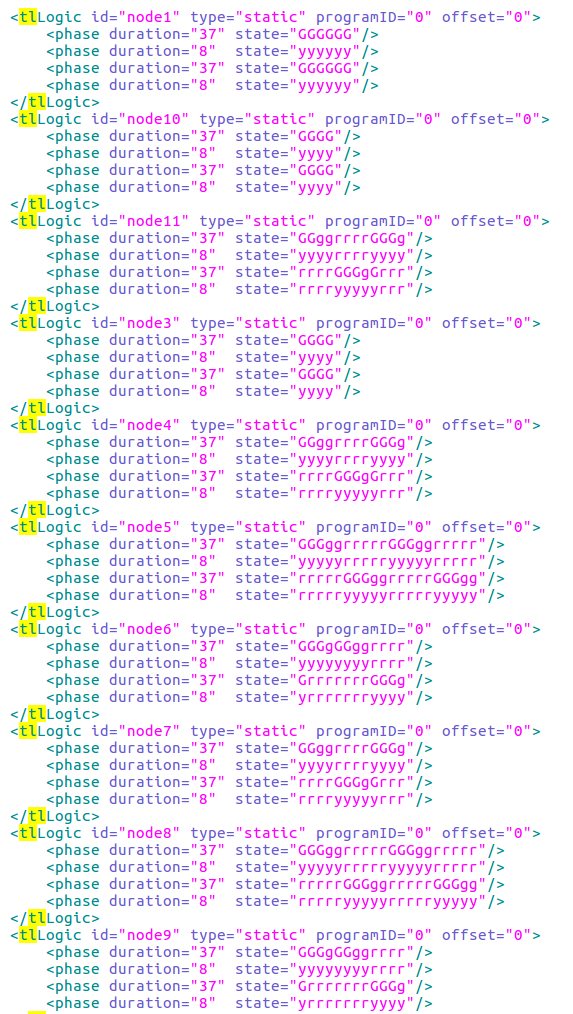 <tlLogic id="node1" type="static" programID="0" offset="0">
    <phase duration="37" state="GGGGGG"/>
    <phase duration="8"  state="yyyyyy"/>
    <phase duration="37" state="GGGGGG"/>
    <phase duration="8"  state="yyyyyy"/>
</tlLogic>
<tlLogic id="node10" type="static" programID="0" offset="0">
    <phase duration="37" state="GGGG"/>
    <phase duration="8"  state="yyyy"/>
    <phase duration="37" state="GGGG"/>
    <phase duration="8"  state="yyyy"/>
</tlLogic>
<tlLogic id="node11" type="static" programID="0" offset="0">
    <phase duration="37" state="GGggrrrrGGGg"/>
    <phase duration="8"  state="yyyyrrrryyyy"/>
    <phase duration="37" state="rrrrGGGgGrrr"/>
    <phase duration="8"  state="rrrryyyyyrrr"/>
</tlLogic>
<tlLogic id="node3" type="static" programID="0" offset="0">
    <phase duration="37" state="GGGG"/>
    <phase duration="8"  state="yyyy"/>
    <phase duration="37" state="GGGG"/>
    <phase duration="8"  state="yyyy"/>
</tlLogic>
<tlLogic id="node4" type="static" programID="0" offset="0">
    <phase duration="37" state="GGggrrrrGGGg"/>
    <phase duration="8"  state="yyyyrrrryyyy"/>
    <phase duration="37" state="rrrrGGGgGrrr"/>
    <phase duration="8"  state="rrrryyyyyrrr"/>
</tlLogic>
<tlLogic id="node5" type="static" programID="0" offset="0">
    <phase duration="37" state="GGGggrrrrrGGGggrrrrr"/>
    <phase duration="8"  state="yyyyyrrrrryyyyyrrrrr"/>
    <phase duration="37" state="rrrrrGGGggrrrrrGGGgg"/>
    <phase duration="8"  state="rrrrryyyyyrrrrryyyyy"/>
</tlLogic>
<tlLogic id="node6" type="static" programID="0" offset="0">
    <phase duration="37" state="GGGgGGggrrrr"/>
    <phase duration="8"  state="yyyyyyyyrrrr"/>
    <phase duration="37" state="GrrrrrrrGGGg"/>
    <phase duration="8"  state="yrrrrrrryyyy"/>
</tlLogic>
<tlLogic id="node7" type="static" programID="0" offset="0">
    <phase duration="37" state="GGggrrrrGGGg"/>
    <phase duration="8"  state="yyyyrrrryyyy"/>
    <phase duration="37" state="rrrrGGGgGrrr"/>
    <phase duration="8"  state="rrrryyyyyrrr"/>
</tlLogic>
<tlLogic id="node8" type="static" programID="0" offset="0">
    <phase duration="37" state="GGGggrrrrrGGGggrrrrr"/>
    <phase duration="8"  state="yyyyyrrrrryyyyyrrrrr"/>
    <phase duration="37" state="rrrrrGGGggrrrrrGGGgg"/>
    <phase duration="8"  state="rrrrryyyyyrrrrryyyyy"/>
</tlLogic>
<tlLogic id="node9" type="static" programID="0" offset="0">
    <phase duration="37" state="GGGgGGggrrrr"/>
    <phase duration="8"  state="yyyyyyyyrrrr"/>
    <phase duration="37" state="GrrrrrrrGGGg"/>
    <phase duration="8"  state="yrrrrrrryyyy"/>